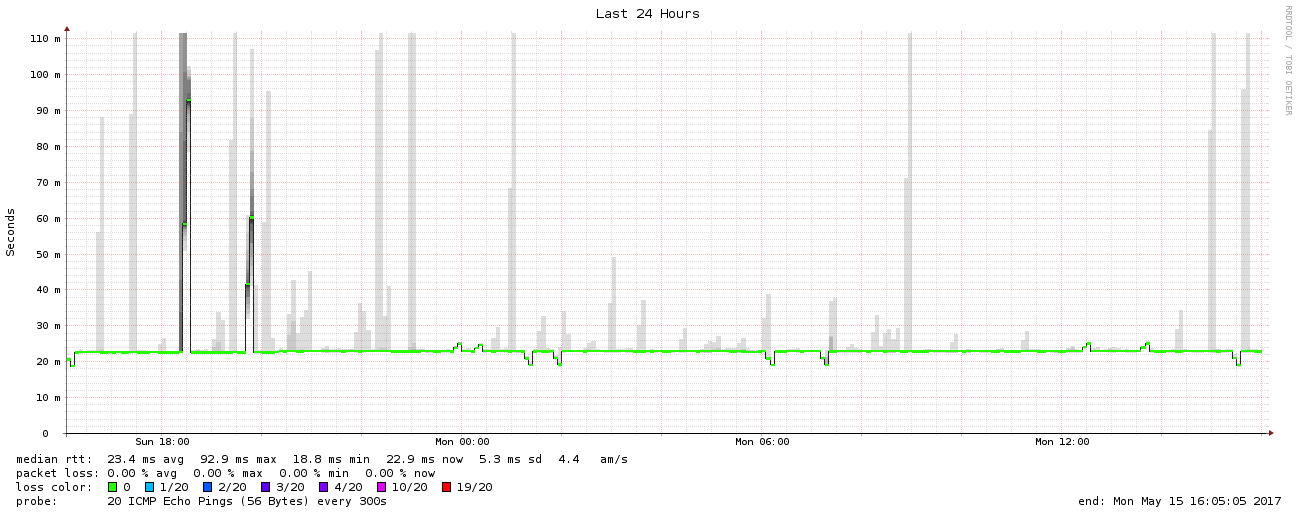 Last 24 Hours
RRDTOOL / TOBI OETIKER
Seconds
110 m
100 m
90 m
80 m
70 m
60 m
50 m
40 m
30 m
20 m
10 m
0
Sun 18:00 Mon 00:00 Mon 06:00 Mon 12:00
median rtt: 23.4 ms avg 92.9 ms max 18.8 ms min 22.9 ms now 5.3 ms sd 4.4 am/s
packet loss: 0.00 % avg 0.00 % max 0.00 % min 0.00 % now
loss color: 0 1/20 2/20 3/20 4/20 10/20 19/20
probe: 20 ICMP Echo Pings (56 Bytes) every 300s end: Mon May 15 16:05:05 2017